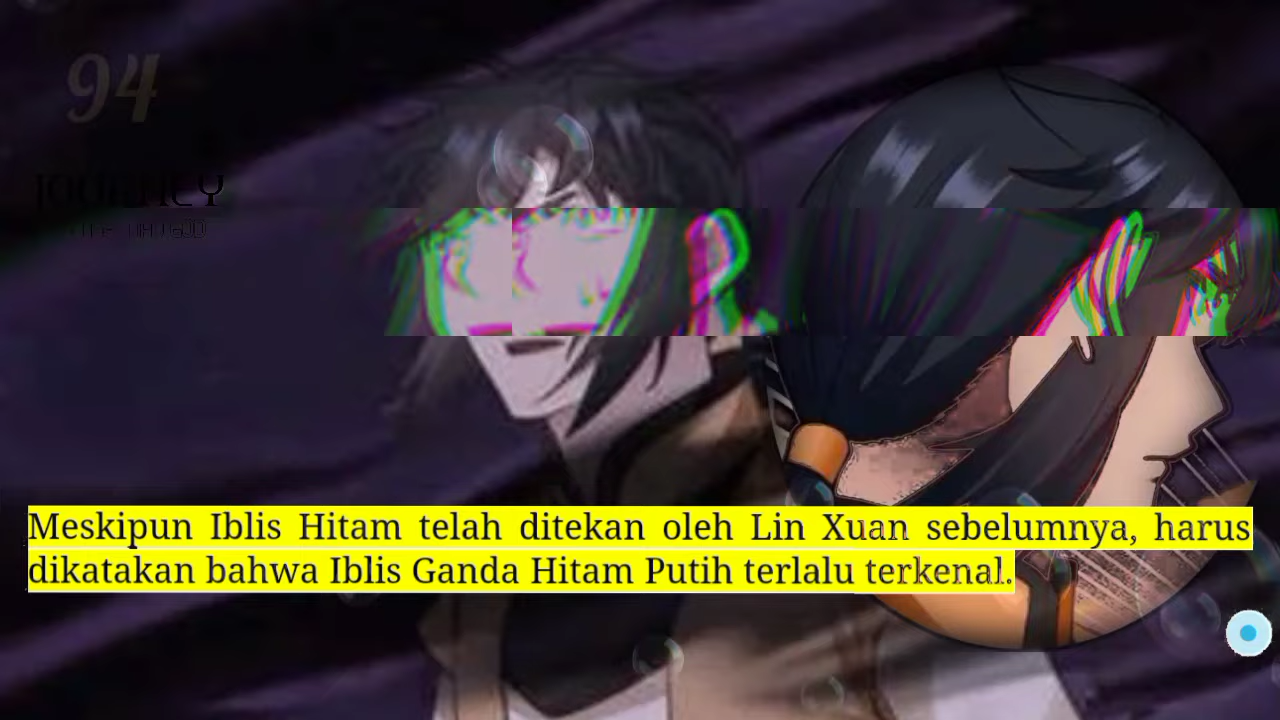 94
JOURNEY
Meskipun Iblis Hitam telah ditekan oleh Lin Xuan sebelumnya, harus
dikatakan bahwa Iblis Ganda Hitam Putih terlalu terkenal.